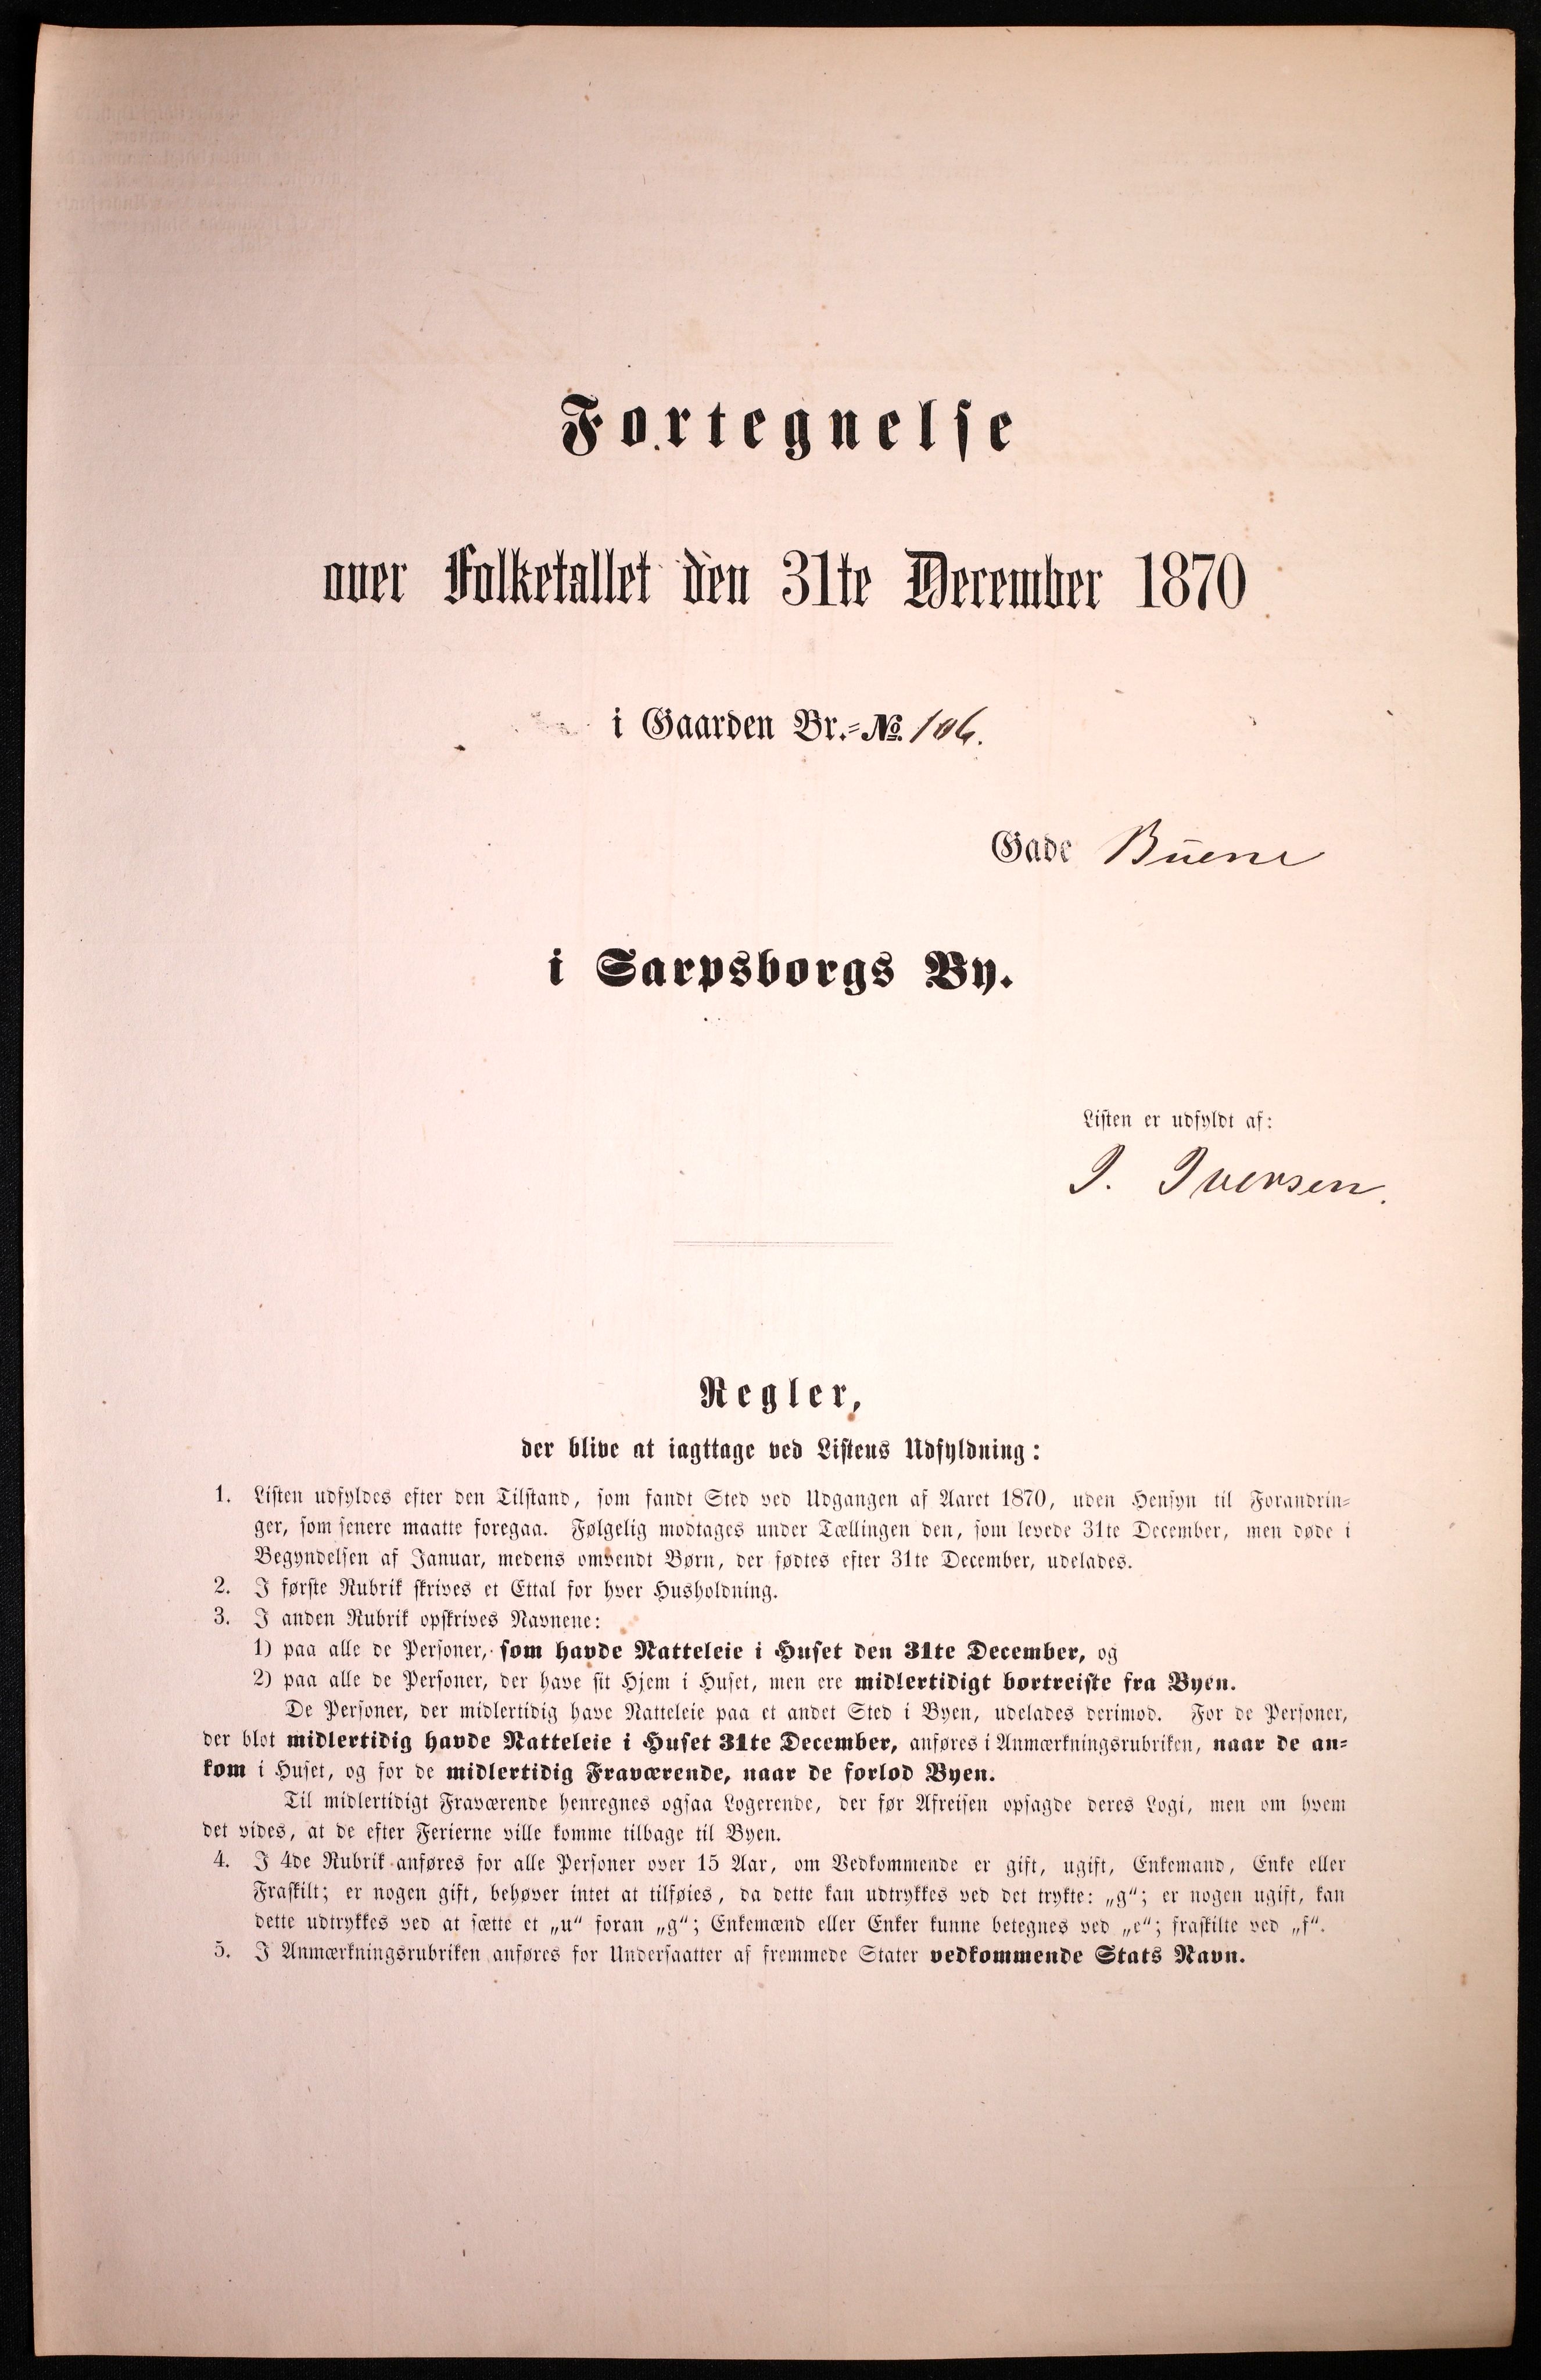 Fortegnelse
over Folketallet den 31te December 1870
i Gaarden Br.-No. 106.
Gade Buene
i Sarpsborgs By.
Listen er udfyldt af:
I. Iversen.
Regler,
der blive at iagttage ved Listens Udfyldning:
1. Listen udfyldes efter den Tilstand, som fandt Sted ved Udgangen af Aaret 1870, uden Hensyn til Forandrin-
ger, som senere maatte foregaa. Følgelig modtages under Tællingen den, som levede 31te December, men døde i
Begyndelsen af Januar, medens omvendt Børn, der fødtes efter 31te December, udelades.
2. I første Rubrik skrives et Ettal for hver Husholdning.
3. I anden Rubrik opskrives Navnene:
1) paa alle de Personer, som havde Natteleie i Huset den 31te December, og
2) paa alle de Personer, der have sit Hjem i Huset, men ere midlertidigt bortreiste fra Byen.
De Personer, der midlertidig have Natteleie paa et andet Sted i Byen, udelades derimod. For de Personer,
der blot midlertidig havde Natteleie i Huset 31te December, anføres i Anmærkningsrubriken, naar de an-
kom i Huset, og for de midlertidig Fraværende, naar de forlod Byen.
Til midlertidigt Fraværende henregnes ogsaa Logerende, der før Afreisen opsagde deres Logi, men om hvem
det vides, at de efter Ferierne ville komme tilbage til Byen.
4. I 4de Rubrik anføres for alle Personer over 15 Aar, om Vedkommende er gift, ugift, Enkemand, Enke eller
Fraskilt; er nogen gift, behøver intet at tilføies, da dette kan udtrykkes ved det trykte: „g“; er nogen ugift, kan
dette udtrykkes ved at sætte et „u“ foran „g“; Enkemænd eller Enker kunne betegnes ved „e“; fraskilte ved „f“.
5. I Anmærkningsrubriken anføres for Undersaatter af fremmede Stater vedkommende Stats Navn.